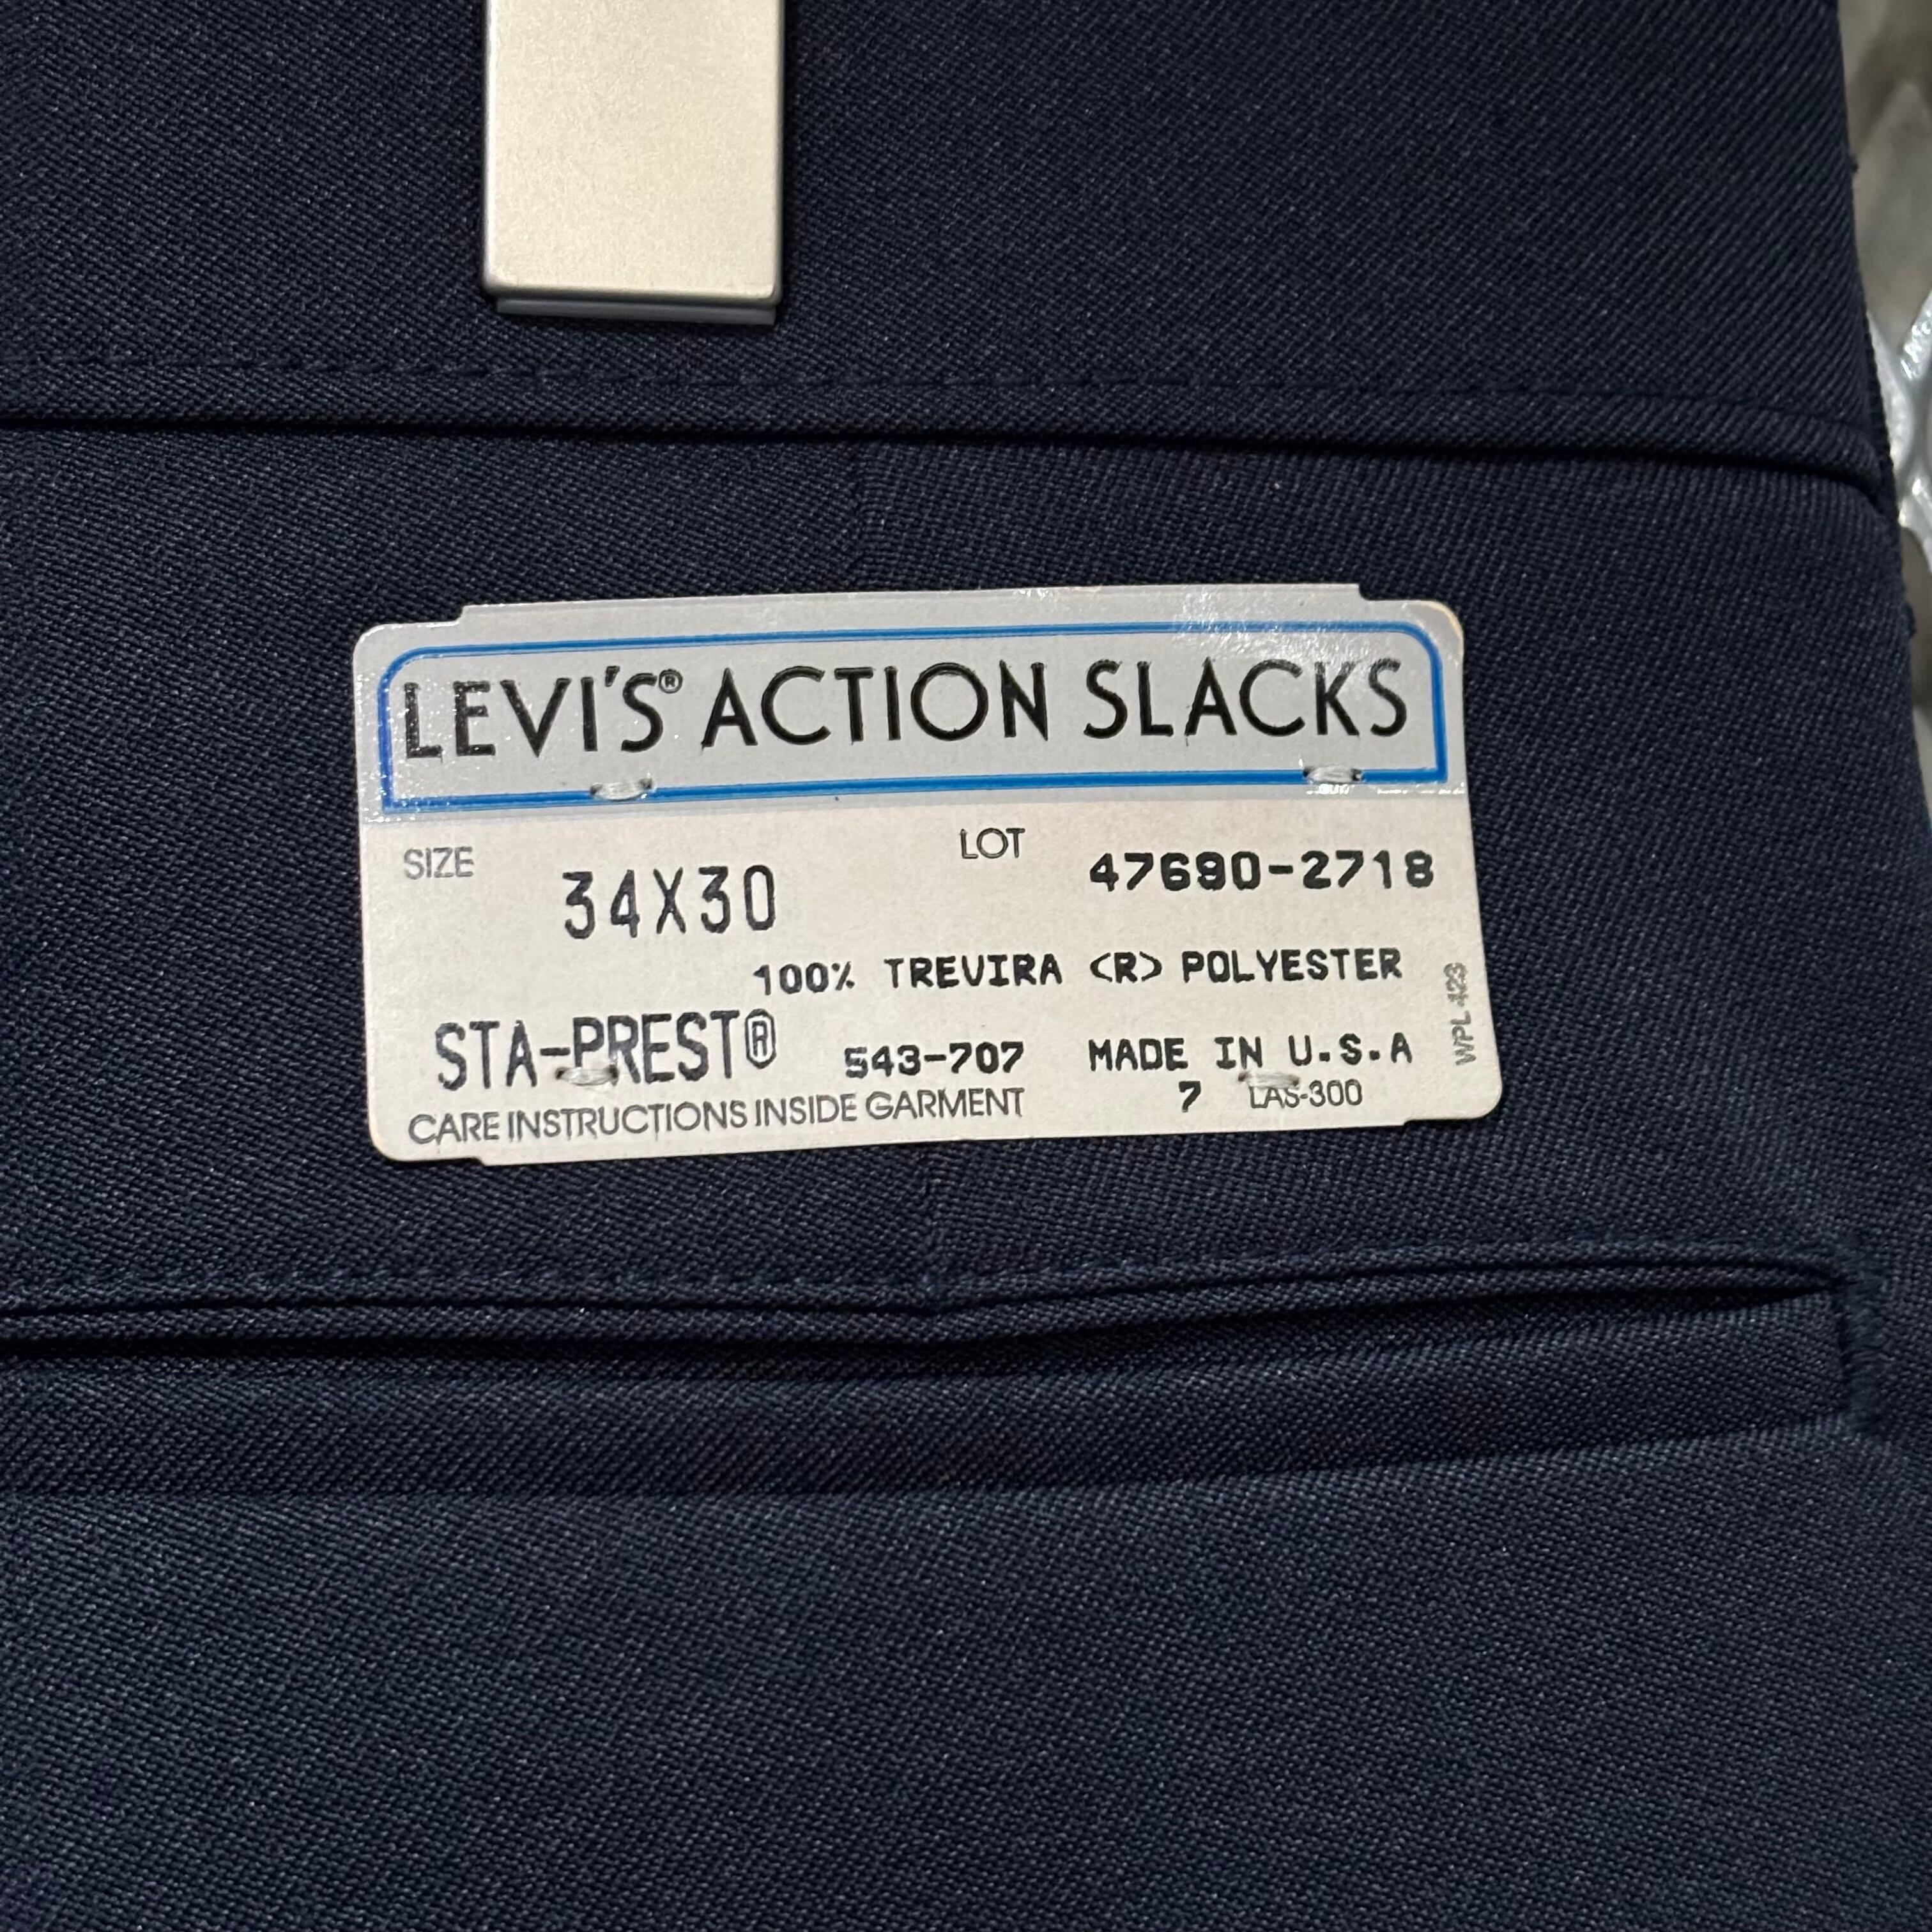 LEVI'S® ACTION SLACKS
SIZE 34X30 LOT 47690-2718
100% TREVIRA (R) POLYESTER
STA-PREST® 543-707 MADE IN U.S.A
CARE INSTRUCTIONS INSIDE GARMENT 7 LAS-300
WPL 423